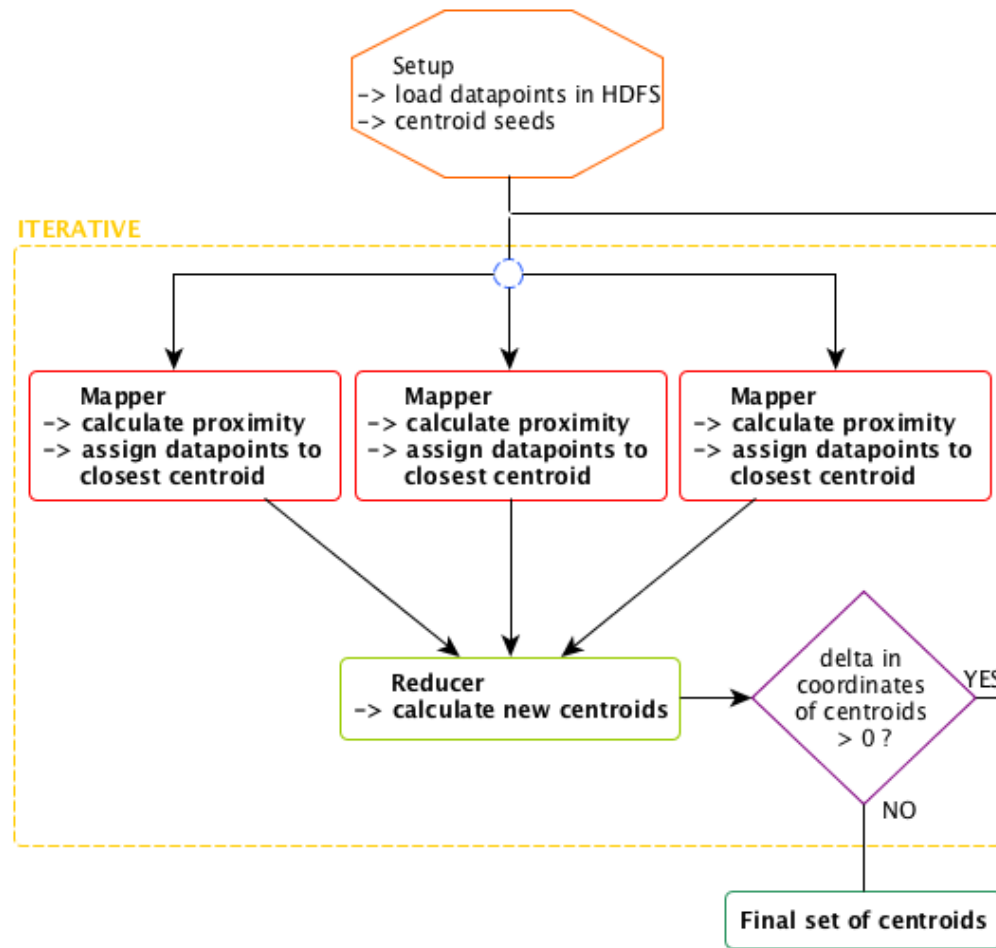 Setup
-> load datapoints in HDFS
-> centroid seeds
ITERATIVE
Mapper
-> calculate proximity
-> assign datapoints to
closest centroid
Mapper
-> calculate proximity
-> assign datapoints to
closest centroid
Mapper
-> calculate proximity
-> assign datapoints to
closest centroid
Reducer
-> calculate new centroids
delta in
coordinates
of centroids
> 0 ?
YES
NO
Final set of centroids